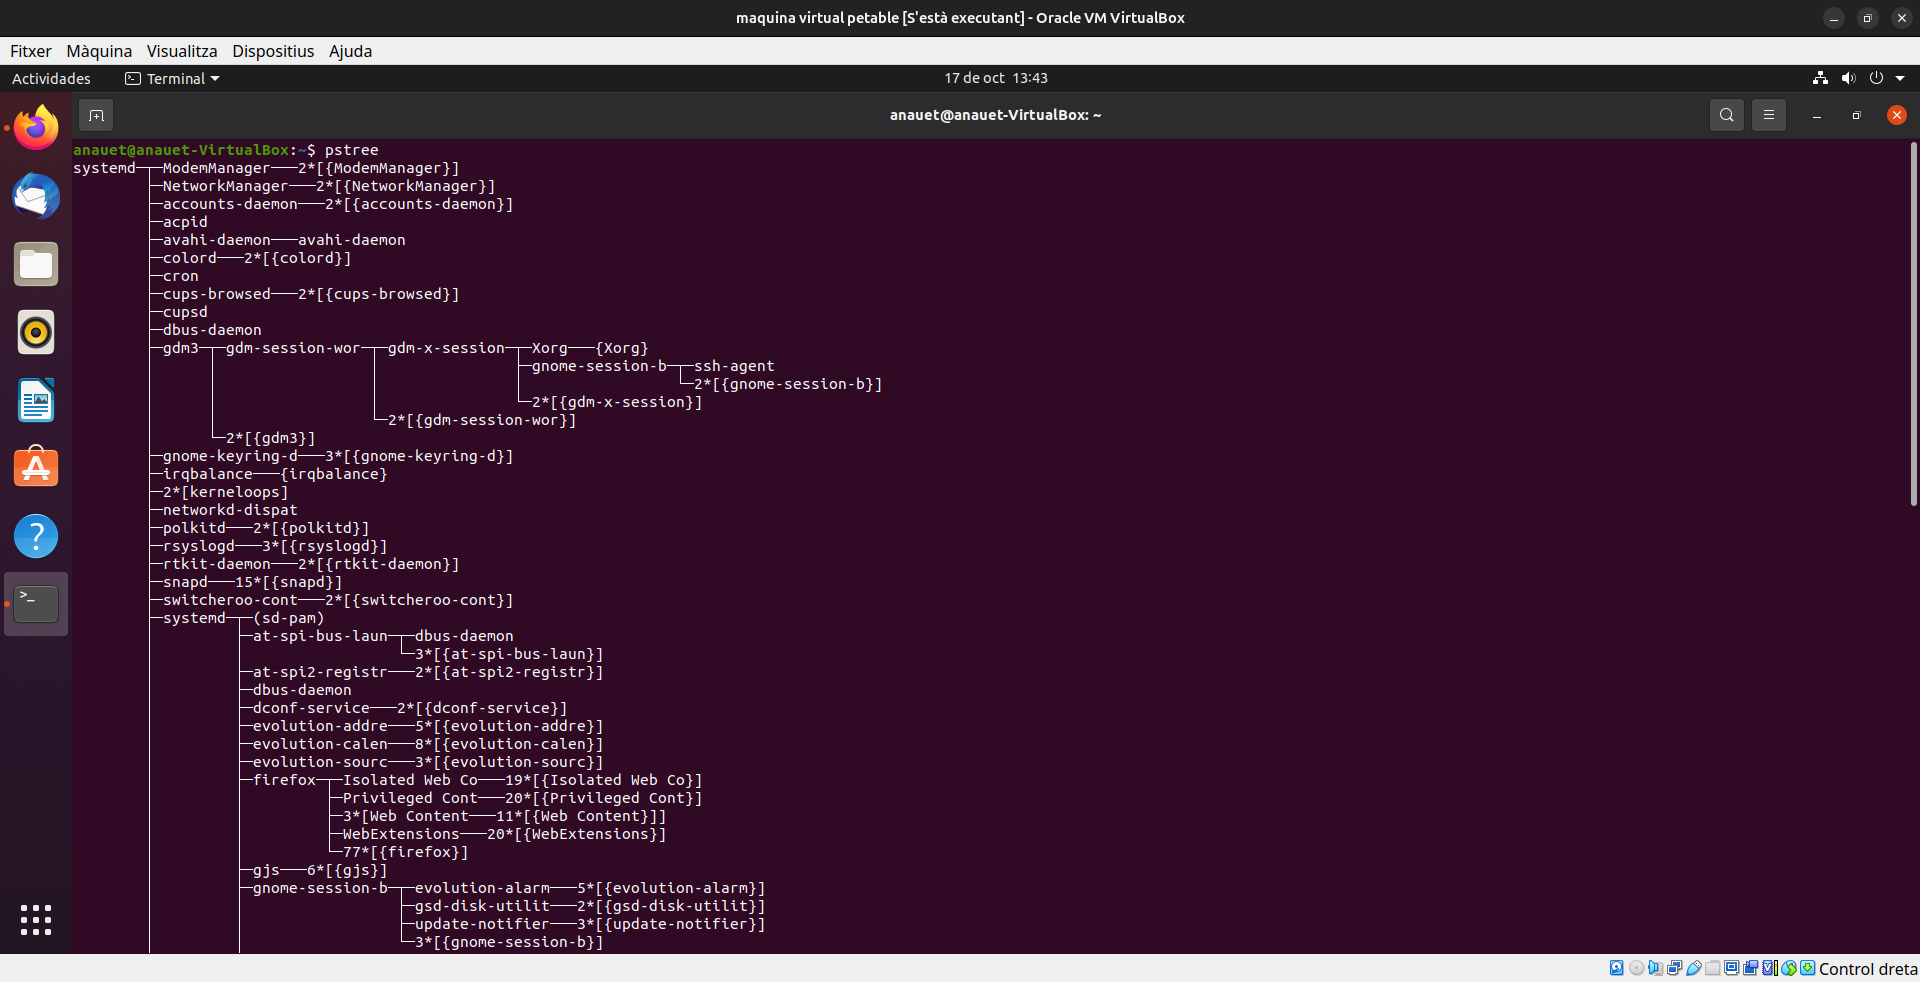 maquina virtual petable [S'està executant] - Oracle VM VirtualBox
Fitxer Màquina Visualitza Dispositius Ajuda
Actividades Terminal 17 de oct 13:43
anauet@anauet-VirtualBox: ~
anauet@anauet-VirtualBox:~$ pstree
systemd─┬─ModemManager───2*[{ModemManager}]
├─NetworkManager───2*[{NetworkManager}]
├─accounts-daemon───2*[{accounts-daemon}]
├─acpid
├─avahi-daemon───avahi-daemon
├─colord───2*[{colord}]
├─cron
├─cups-browsed───2*[{cups-browsed}]
├─cupsd
├─dbus-daemon
├─gdm3─┬─gdm-session-wor─┬─gdm-x-session─┬─Xorg───{Xorg}
│ │ │ ├─gnome-session-b─┬─ssh-agent
│ │ │ │ └─2*[{gnome-session-b}]
│ │ │ └─2*[{gdm-x-session}]
│ │ └─2*[{gdm-session-wor}]
│ └─2*[{gdm3}]
├─gnome-keyring-d───3*[{gnome-keyring-d}]
├─irqbalance───{irqbalance}
├─2*[kerneloops]
├─networkd-dispat
├─polkitd───2*[{polkitd}]
├─rsyslogd───3*[{rsyslogd}]
├─rtkit-daemon───2*[{rtkit-daemon}]
├─snapd───15*[{snapd}]
├─switcheroo-cont───2*[{switcheroo-cont}]
├─systemd─┬─(sd-pam)
│ ├─at-spi-bus-laun─┬─dbus-daemon
│ │ └─3*[{at-spi-bus-laun}]
│ ├─at-spi2-registr───2*[{at-spi2-registr}]
│ ├─dbus-daemon
│ ├─dconf-service───2*[{dconf-service}]
│ ├─evolution-addre───5*[{evolution-addre}]
│ ├─evolution-calen───8*[{evolution-calen}]
│ ├─evolution-sourc───3*[{evolution-sourc}]
│ ├─firefox─┬─Isolated Web Co───19*[{Isolated Web Co}]
│ │ ├─Privileged Cont───20*[{Privileged Cont}]
│ │ ├─3*[Web Content───11*[{Web Content}]]
│ │ ├─WebExtensions───20*[{WebExtensions}]
│ │ └─77*[{firefox}]
│ ├─gjs───6*[{gjs}]
│ ├─gnome-session-b─┬─evolution-alarm───5*[{evolution-alarm}]
│ │ ├─gsd-disk-utilit───2*[{gsd-disk-utilit}]
│ │ ├─update-notifier───3*[{update-notifier}]
│ │ └─3*[{gnome-session-b}]
Control dreta